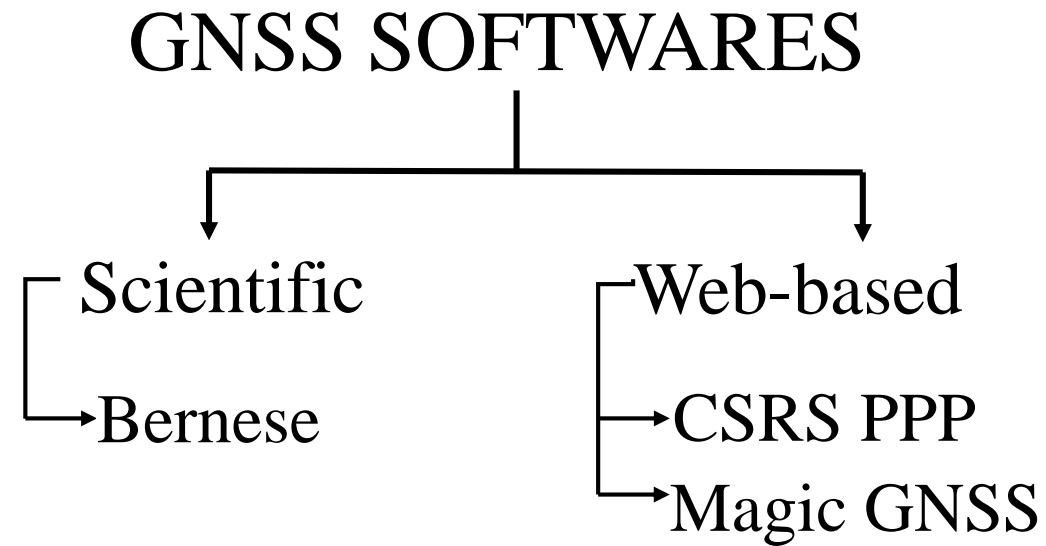 GNSS SOFTWARES
Scientific
Bernese
Web-based
CSRS PPP
Magic GNSS